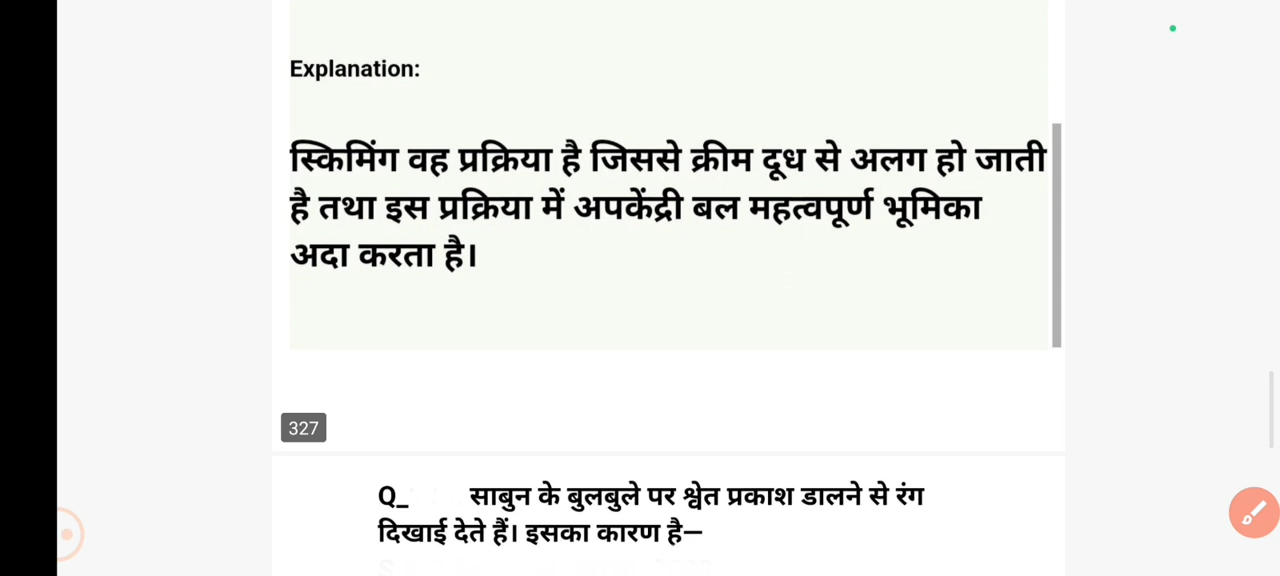 Explanation:
स्किमिंग वह प्रक्रिया है जिससे क्रीम दूध से अलग हो जाती
है तथा इस प्रक्रिया में अपकेंद्री बल महत्वपूर्ण भूमिका
अदा करता है।
327
Q_ साबुन के बुलबुले पर श्वेत प्रकाश डालने से रंग
दिखाई देते हैं। इसका कारण है—